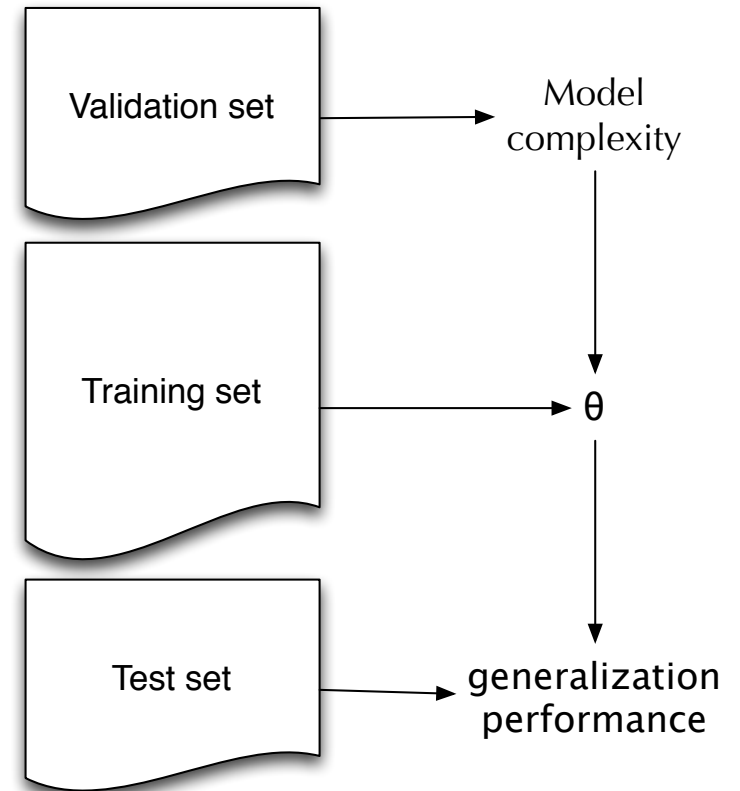 Validation set
Model
complexity
Training set
θ
Test set
generalization
performance